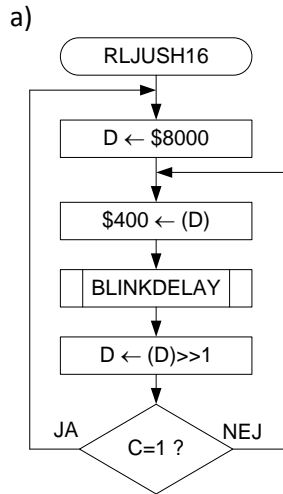 a)
RLJUSH16
D ← $8000
$400 ← (D)
BLINKDELAY
D ← (D)>>1
JA
C=1 ?
NEJ